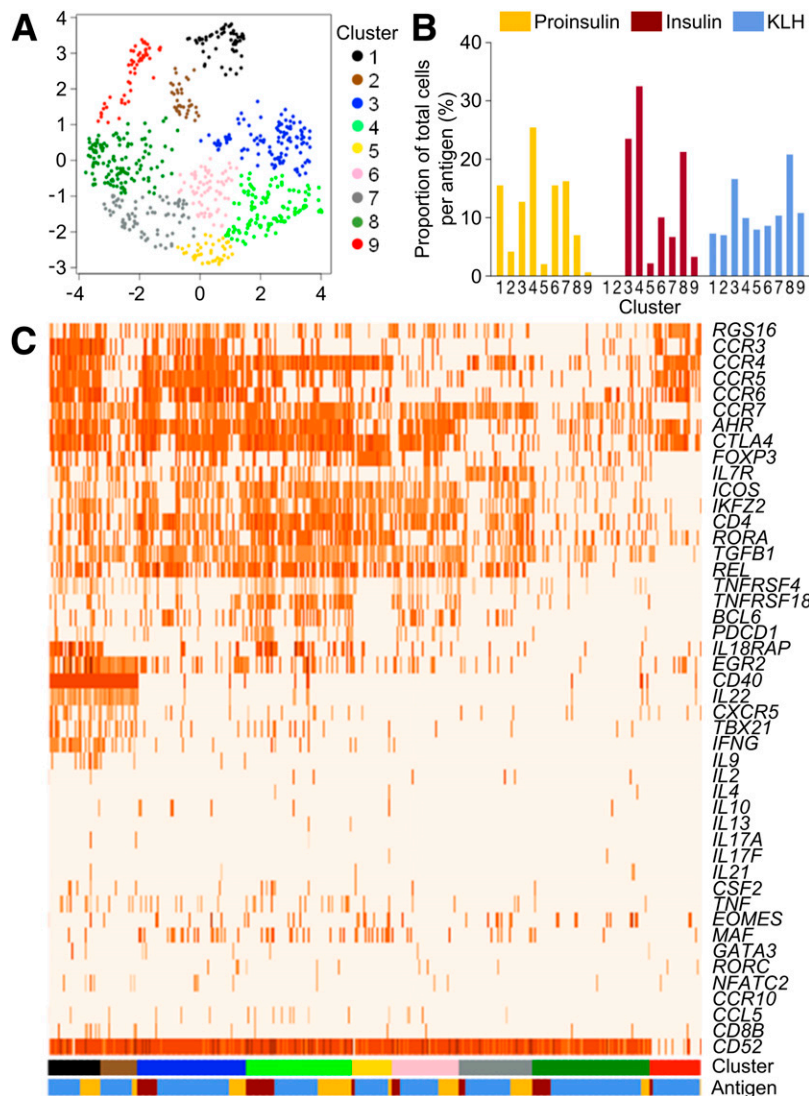 A
4
3
2
1
0
-1
-2
-3
-4 -2 0 2 4
Cluster
1
2
3
4
5
6
7
8
9
B
Proinsulin Insulin KLH
Proportion of total cells
per antigen (%)
40
30
20
10
0
123456789 123456789 123456789
Cluster
C
RGS16
CCR3
CCR4
CCR5
CCR6
CCR7
AHR
CTLA4
FOXP3
IL7R
ICOS
IKFZ2
CD4
RORA
TGFB1
REL
TNFRSF4
TNFRSF18
BCL6
PDCD1
IL18RAP
EGR2
CD40
IL22
CXCR5
TBX21
IFNG
IL9
IL2
IL4
IL10
IL13
IL17A
IL17F
IL21
CSF2
TNF
EOMES
MAF
GATA3
RORC
NFATC2
CCR10
CCL5
CD8B
CD52
Cluster
Antigen